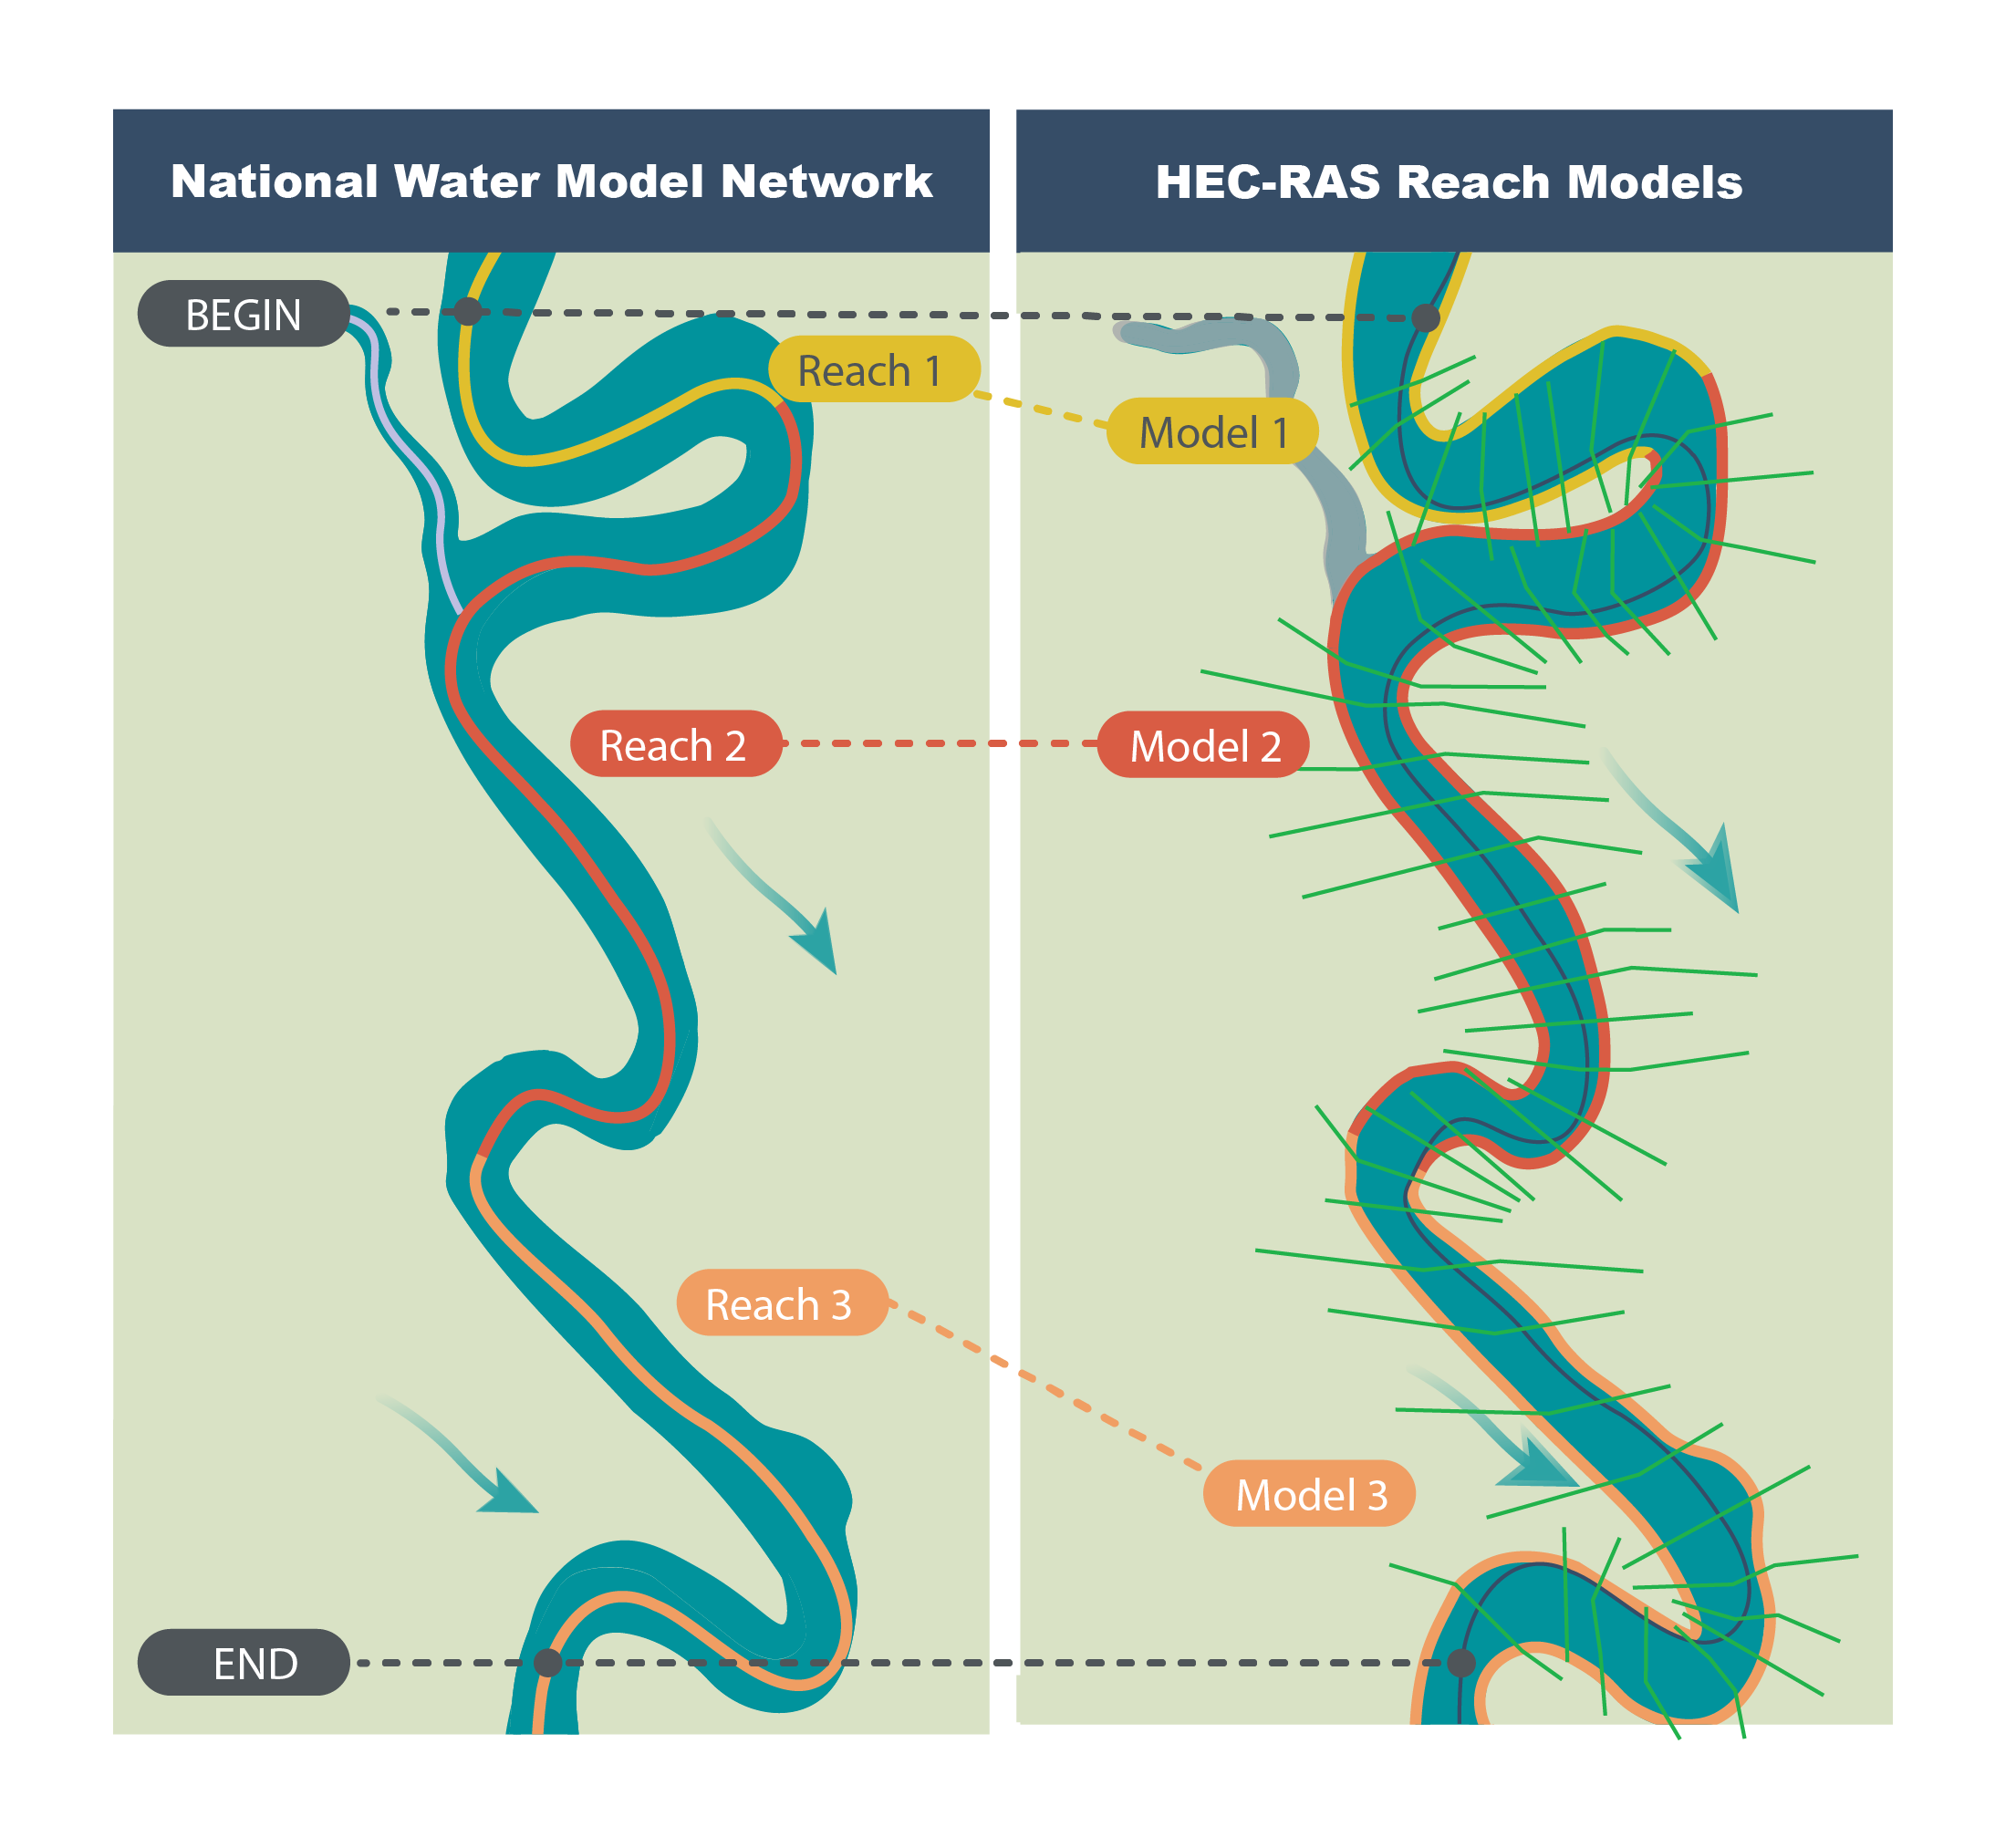 National Water Model Network
HEC-RAS Reach Models
BEGIN
Reach 1
Model 1
Reach 2
Model 2
Reach 3
Model 3
END